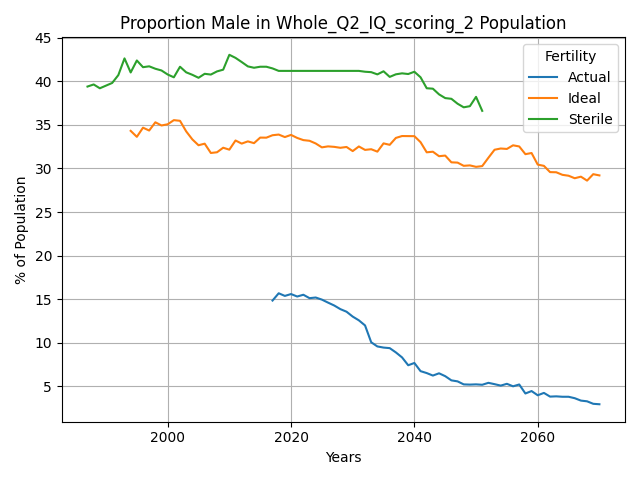 Proportion Male in Whole_Q2_IQ_scoring_2 Population
45
40
35
30
25
20
15
10
5
% of Population
Fertility
Actual
Ideal
Sterile
2000
2020
2040
2060
Years